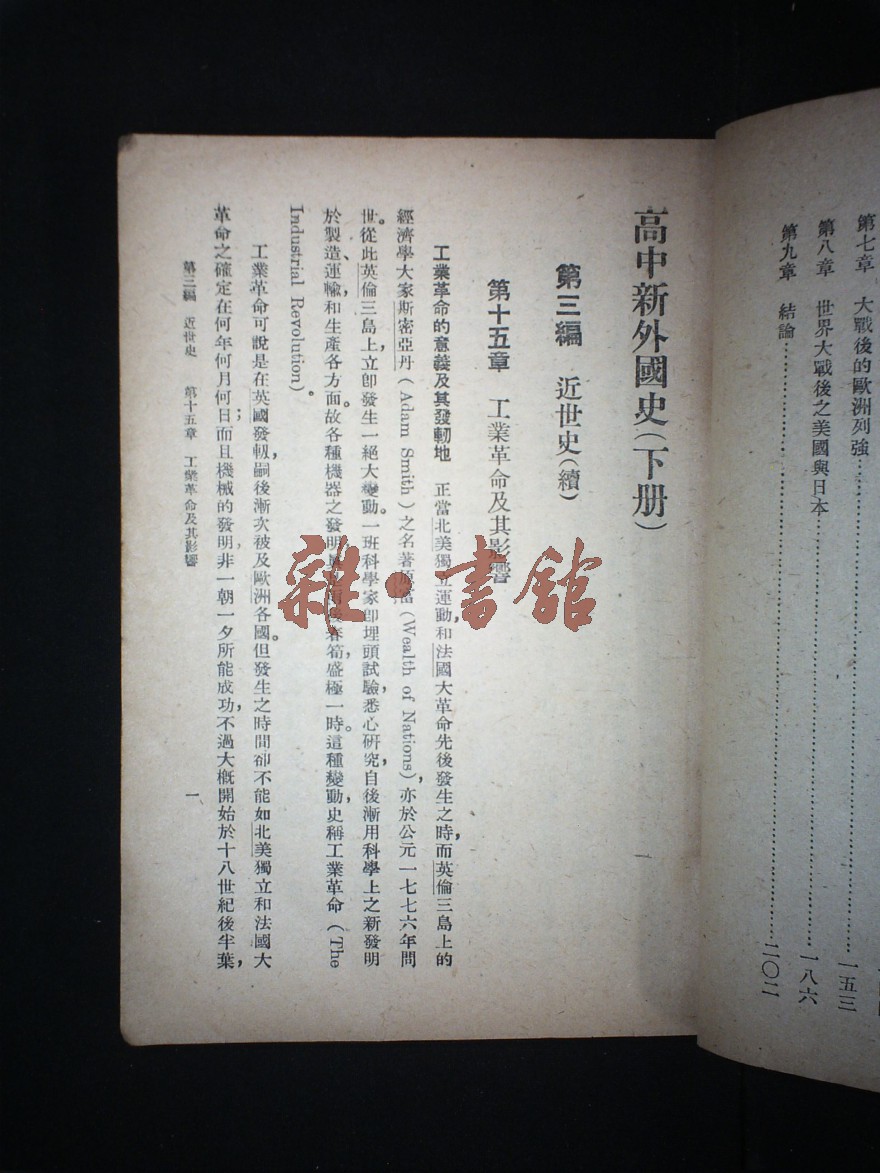 第七章　大戰後的歐洲列強……………一五三
第八章　世界大戰後之美國與日本……………一八六
第九章　結論……………二〇二
高中新外國史(下册)
第三編　近世史(續)
第十五章　工業革命及其影響
工業革命的意義及其發軔地　正當北美獨立運動，和法國大革命先後發生之時，而英倫三島上的
經濟學大家斯密亞丹（Adam Smith）之名著原富（Wealth of Nations），亦於公元一七七六年問
世。從此英倫三島上立卽發生一絕大變動。一班科學家卽埋頭試驗，悉心研究，自後漸用科學上之新發明
於製造、運輸，和生產各方面。故各種機器之發明，後春筍，盛極一時。這種變動，史稱工業革命（The
Industrial Revolution）。
工業革命可說是在英國發軔，嗣後漸次被及歐洲各國。但發生之時間卻不能如北美獨立和法國大
革命之確定在何年何月何日；而且機械的發明，非一朝一夕所能成功，不過大槪開始於十八世紀後半葉，
第三編　近世史　第十五章　工業革命及其影響
一
雜·書館